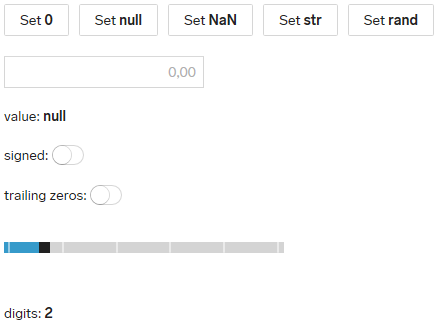 Set 0 Set null Set NaN Set str Set rand
0,00
value: null
signed:
trailing zeros:
digits: 2